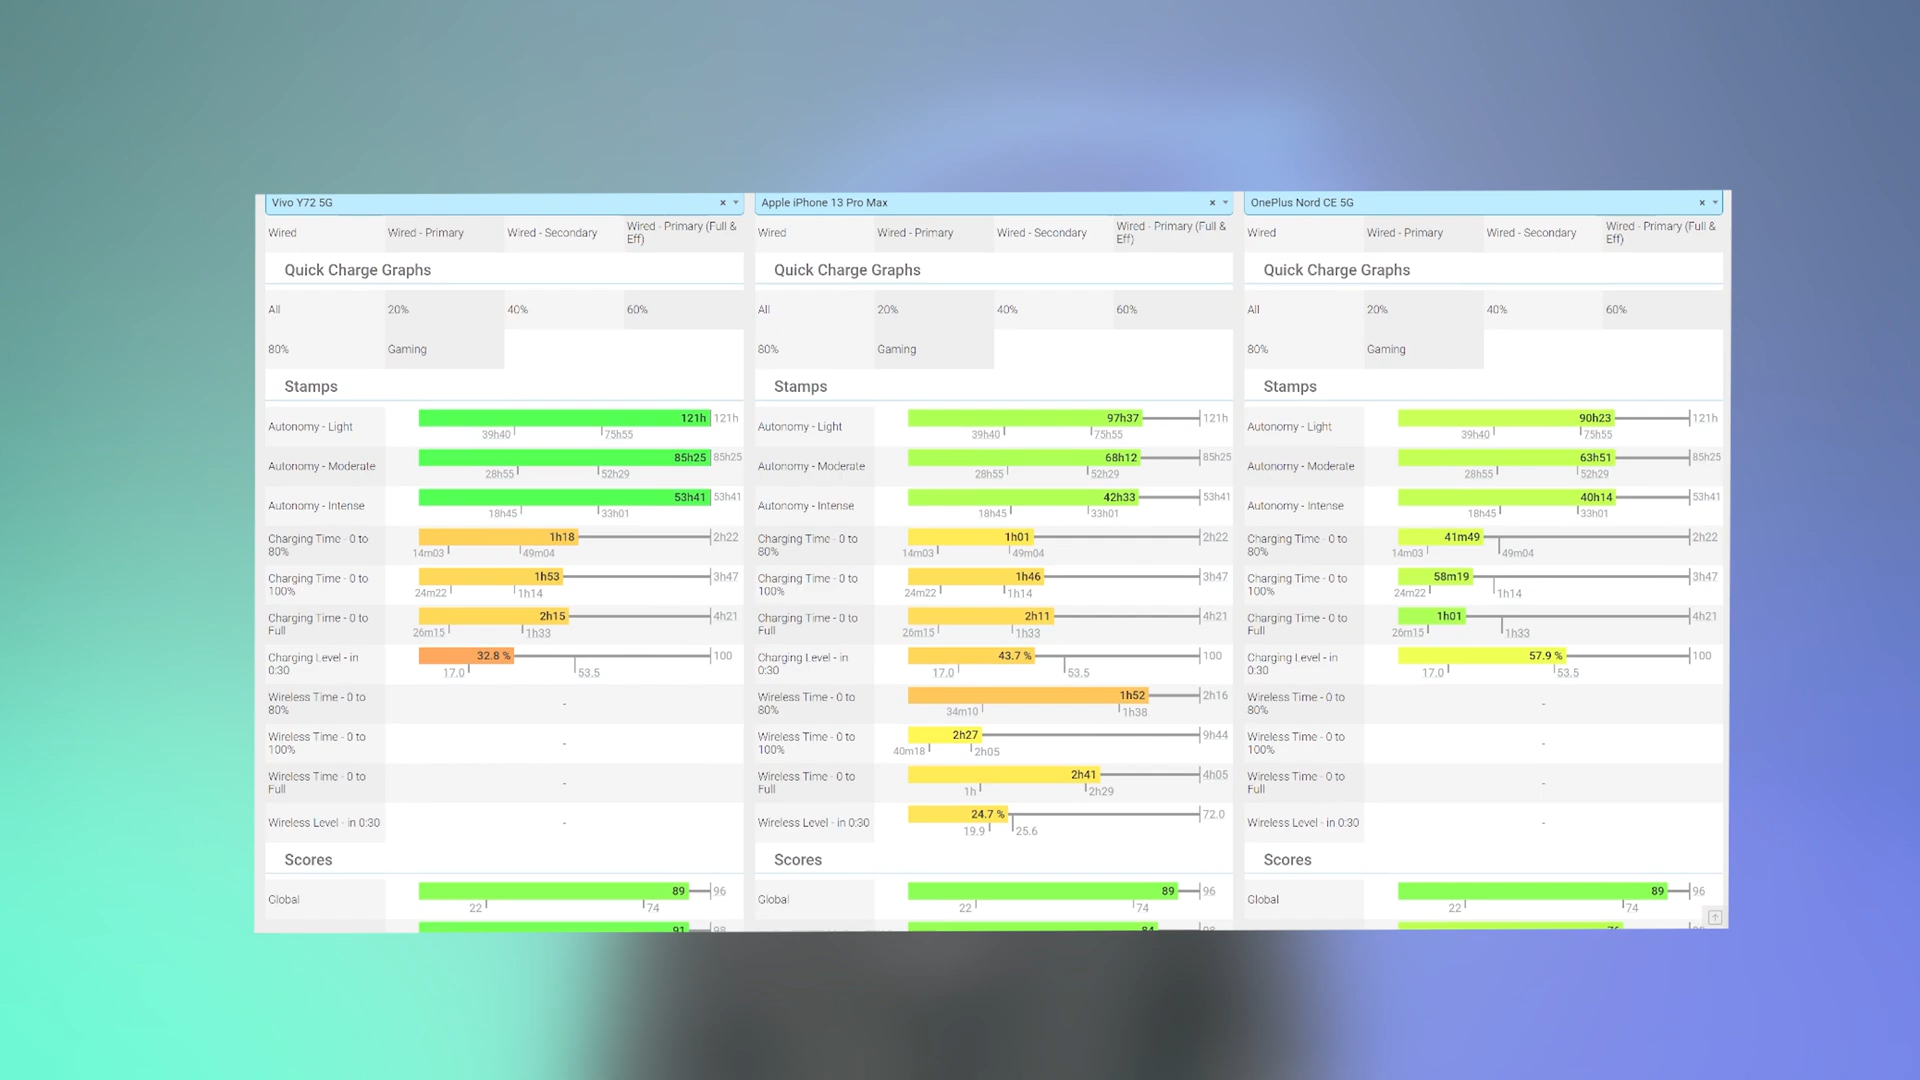 Vivo Y72 5G × Apple iPhone 13 Pro Max × OnePlus Nord CE 5G ×
Wired Wired - Primary Wired - Secondary Wired - Primary (Full & Eff)
Wired Wired - Primary Wired - Secondary Wired - Primary (Full & Eff)
Wired Wired - Primary Wired - Secondary Wired - Primary (Full & Eff)
Quick Charge Graphs Quick Charge Graphs Quick Charge Graphs
All 20% 40% 60% All 20% 40% 60% All 20% 40% 60%
80% Gaming 80% Gaming 80% Gaming
Stamps Stamps Stamps
Autonomy - Light 121h 121h 39h40 75h55
Autonomy - Light 97h37 121h 39h40 75h55
Autonomy - Light 90h23 121h 39h40 75h55
Autonomy - Moderate 85h25 85h25 28h55 52h29
Autonomy - Moderate 68h12 85h25 28h55 52h29
Autonomy - Moderate 63h51 85h25 28h55 52h29
Autonomy - Intense 53h41 53h41 18h45 33h01
Autonomy - Intense 42h33 53h41 18h45 33h01
Autonomy - Intense 40h14 53h41 18h45 33h01
Charging Time - 0 to 80% 1h18 2h22 14m03 49m04
Charging Time - 0 to 80% 1h01 2h22 14m03 49m04
Charging Time - 0 to 80% 41m49 2h22 14m03 49m04
Charging Time - 0 to 100% 1h53 3h47 24m22 1h14
Charging Time - 0 to 100% 1h46 3h47 24m22 1h14
Charging Time - 0 to 100% 58m19 3h47 24m22 1h14
Charging Time - 0 to Full 2h15 4h21 26m15 1h33
Charging Time - 0 to Full 2h11 4h21 26m15 1h33
Charging Time - 0 to Full 1h01 4h21 26m15 1h33
Charging Level - in 0:30 32.8 % 100 17.0 53.5
Charging Level - in 0:30 43.7 % 100 17.0 53.5
Charging Level - in 0:30 57.9 % 100 17.0 53.5
Wireless Time - 0 to 80% -
Wireless Time - 0 to 80% 1h52 2h16 34m10 1h38
Wireless Time - 0 to 80% -
Wireless Time - 0 to 100% -
Wireless Time - 0 to 100% 2h27 9h44 40m18 2h05
Wireless Time - 0 to 100% -
Wireless Time - 0 to Full -
Wireless Time - 0 to Full 2h41 4h05 1h 2h29
Wireless Time - 0 to Full -
Wireless Level - in 0:30 -
Wireless Level - in 0:30 24.7 % 72.0 19.9 25.6
Wireless Level - in 0:30 -
Scores Scores Scores
Global 89 96 22 74
Global 89 96 22 74
Global 89 96 22 74
91 98 84 98